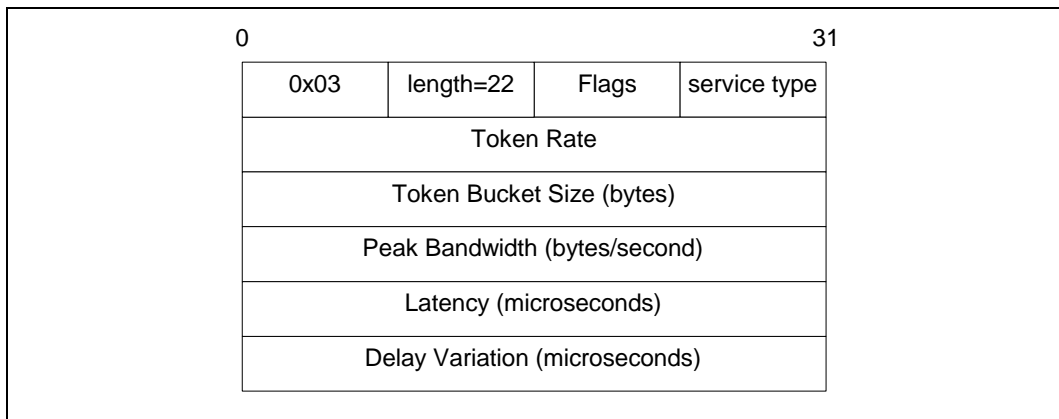 0 31
0x03 length=22 Flags service type
Token Rate
Token Bucket Size (bytes)
Peak Bandwidth (bytes/second)
Latency (microseconds)
Delay Variation (microseconds)